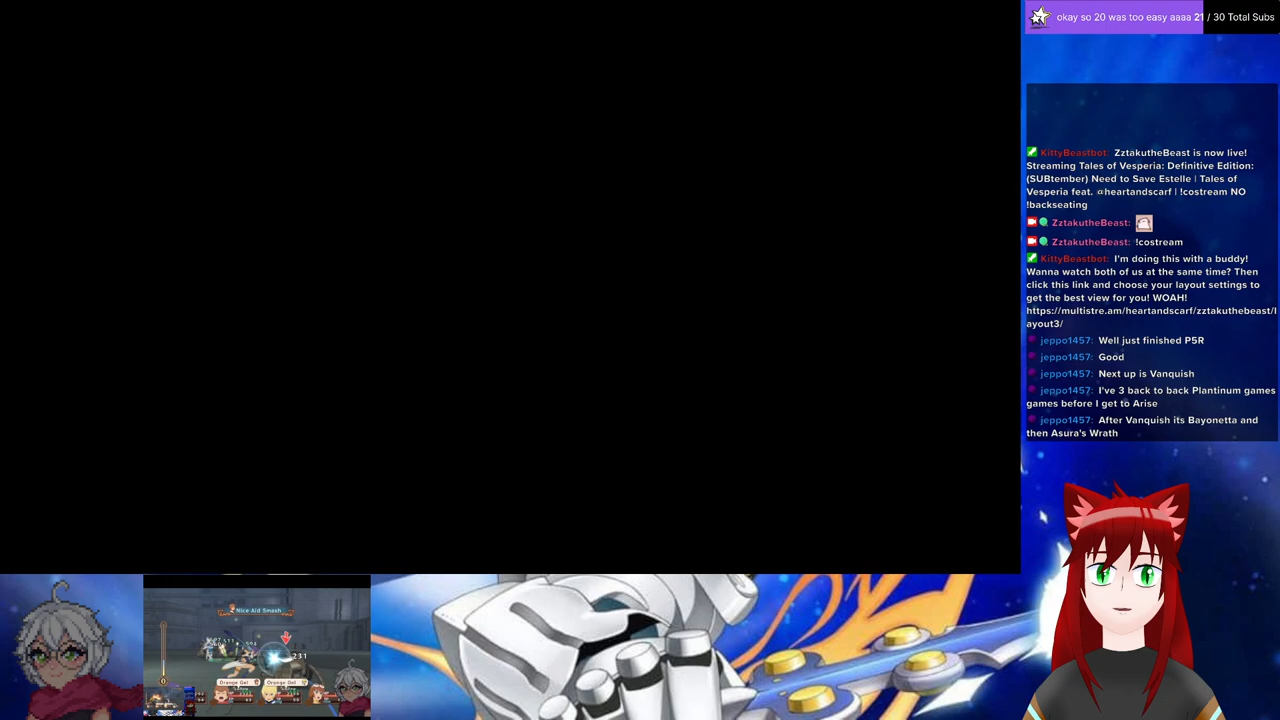 okay so 20 was too easy aaaa 21 / 30 Total Subs
KittyBeastbot: ZztakutheBeast is now live!
Streaming Tales of Vesperia: Definitive Edition:
(SUBtember) Need to Save Estelle | Tales of
Vesperia feat. @heartandscarf | !costream NO
!backseating
ZztakutheBeast:
ZztakutheBeast: !costream
KittyBeastbot: I'm doing this with a buddy!
Wanna watch both of us at the same time? Then
click this link and choose your layout settings to
get the best view for you! WOAH!
https://multistre.am/heartandscarf/zztakuthebeast/l
ayout3/
jeppo1457: Well just finished P5R
jeppo1457: Good
jeppo1457: Next up is Vanquish
jeppo1457: I've 3 back to back Plantinum games
games before I get to Arise
jeppo1457: After Vanquish its Bayonetta and
then Asura's Wrath
Nice Aid Smash
231
Orange Gel Orange Gel